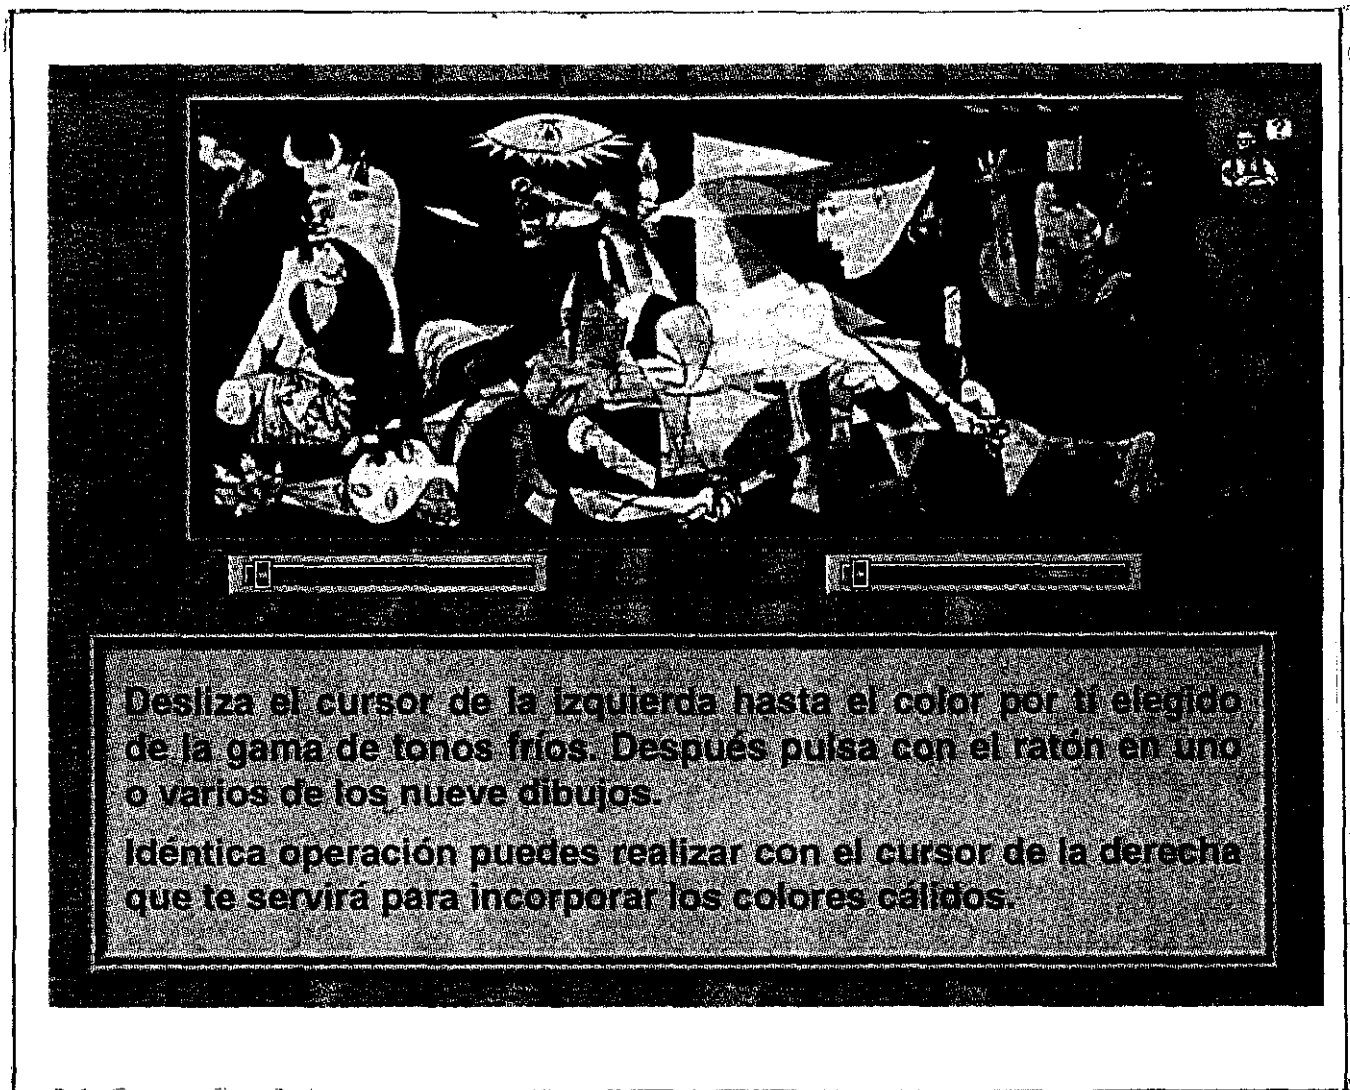 Desliza el cursor de la izquierda hasta el color por tí elegido
de la gama de tonos fríos. Después pulsa con el ratón en uno
o varios de los nueve dibujos.
Idéntica operación puedes realizar con el cursor de la derecha
que te servirá para incorporar los colores cálidos.